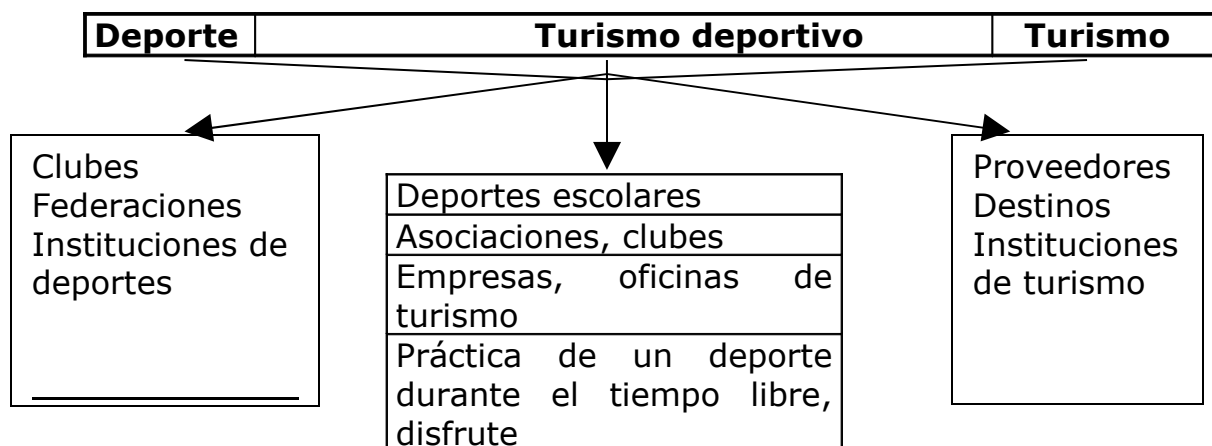 Deporte Turismo deportivo Turismo
Clubes
Federaciones
Instituciones de
deportes
Deportes escolares
Asociaciones, clubes
Empresas, oficinas de
turismo
Práctica de un deporte
durante el tiempo libre,
disfrute
Proveedores
Destinos
Instituciones
de turismo